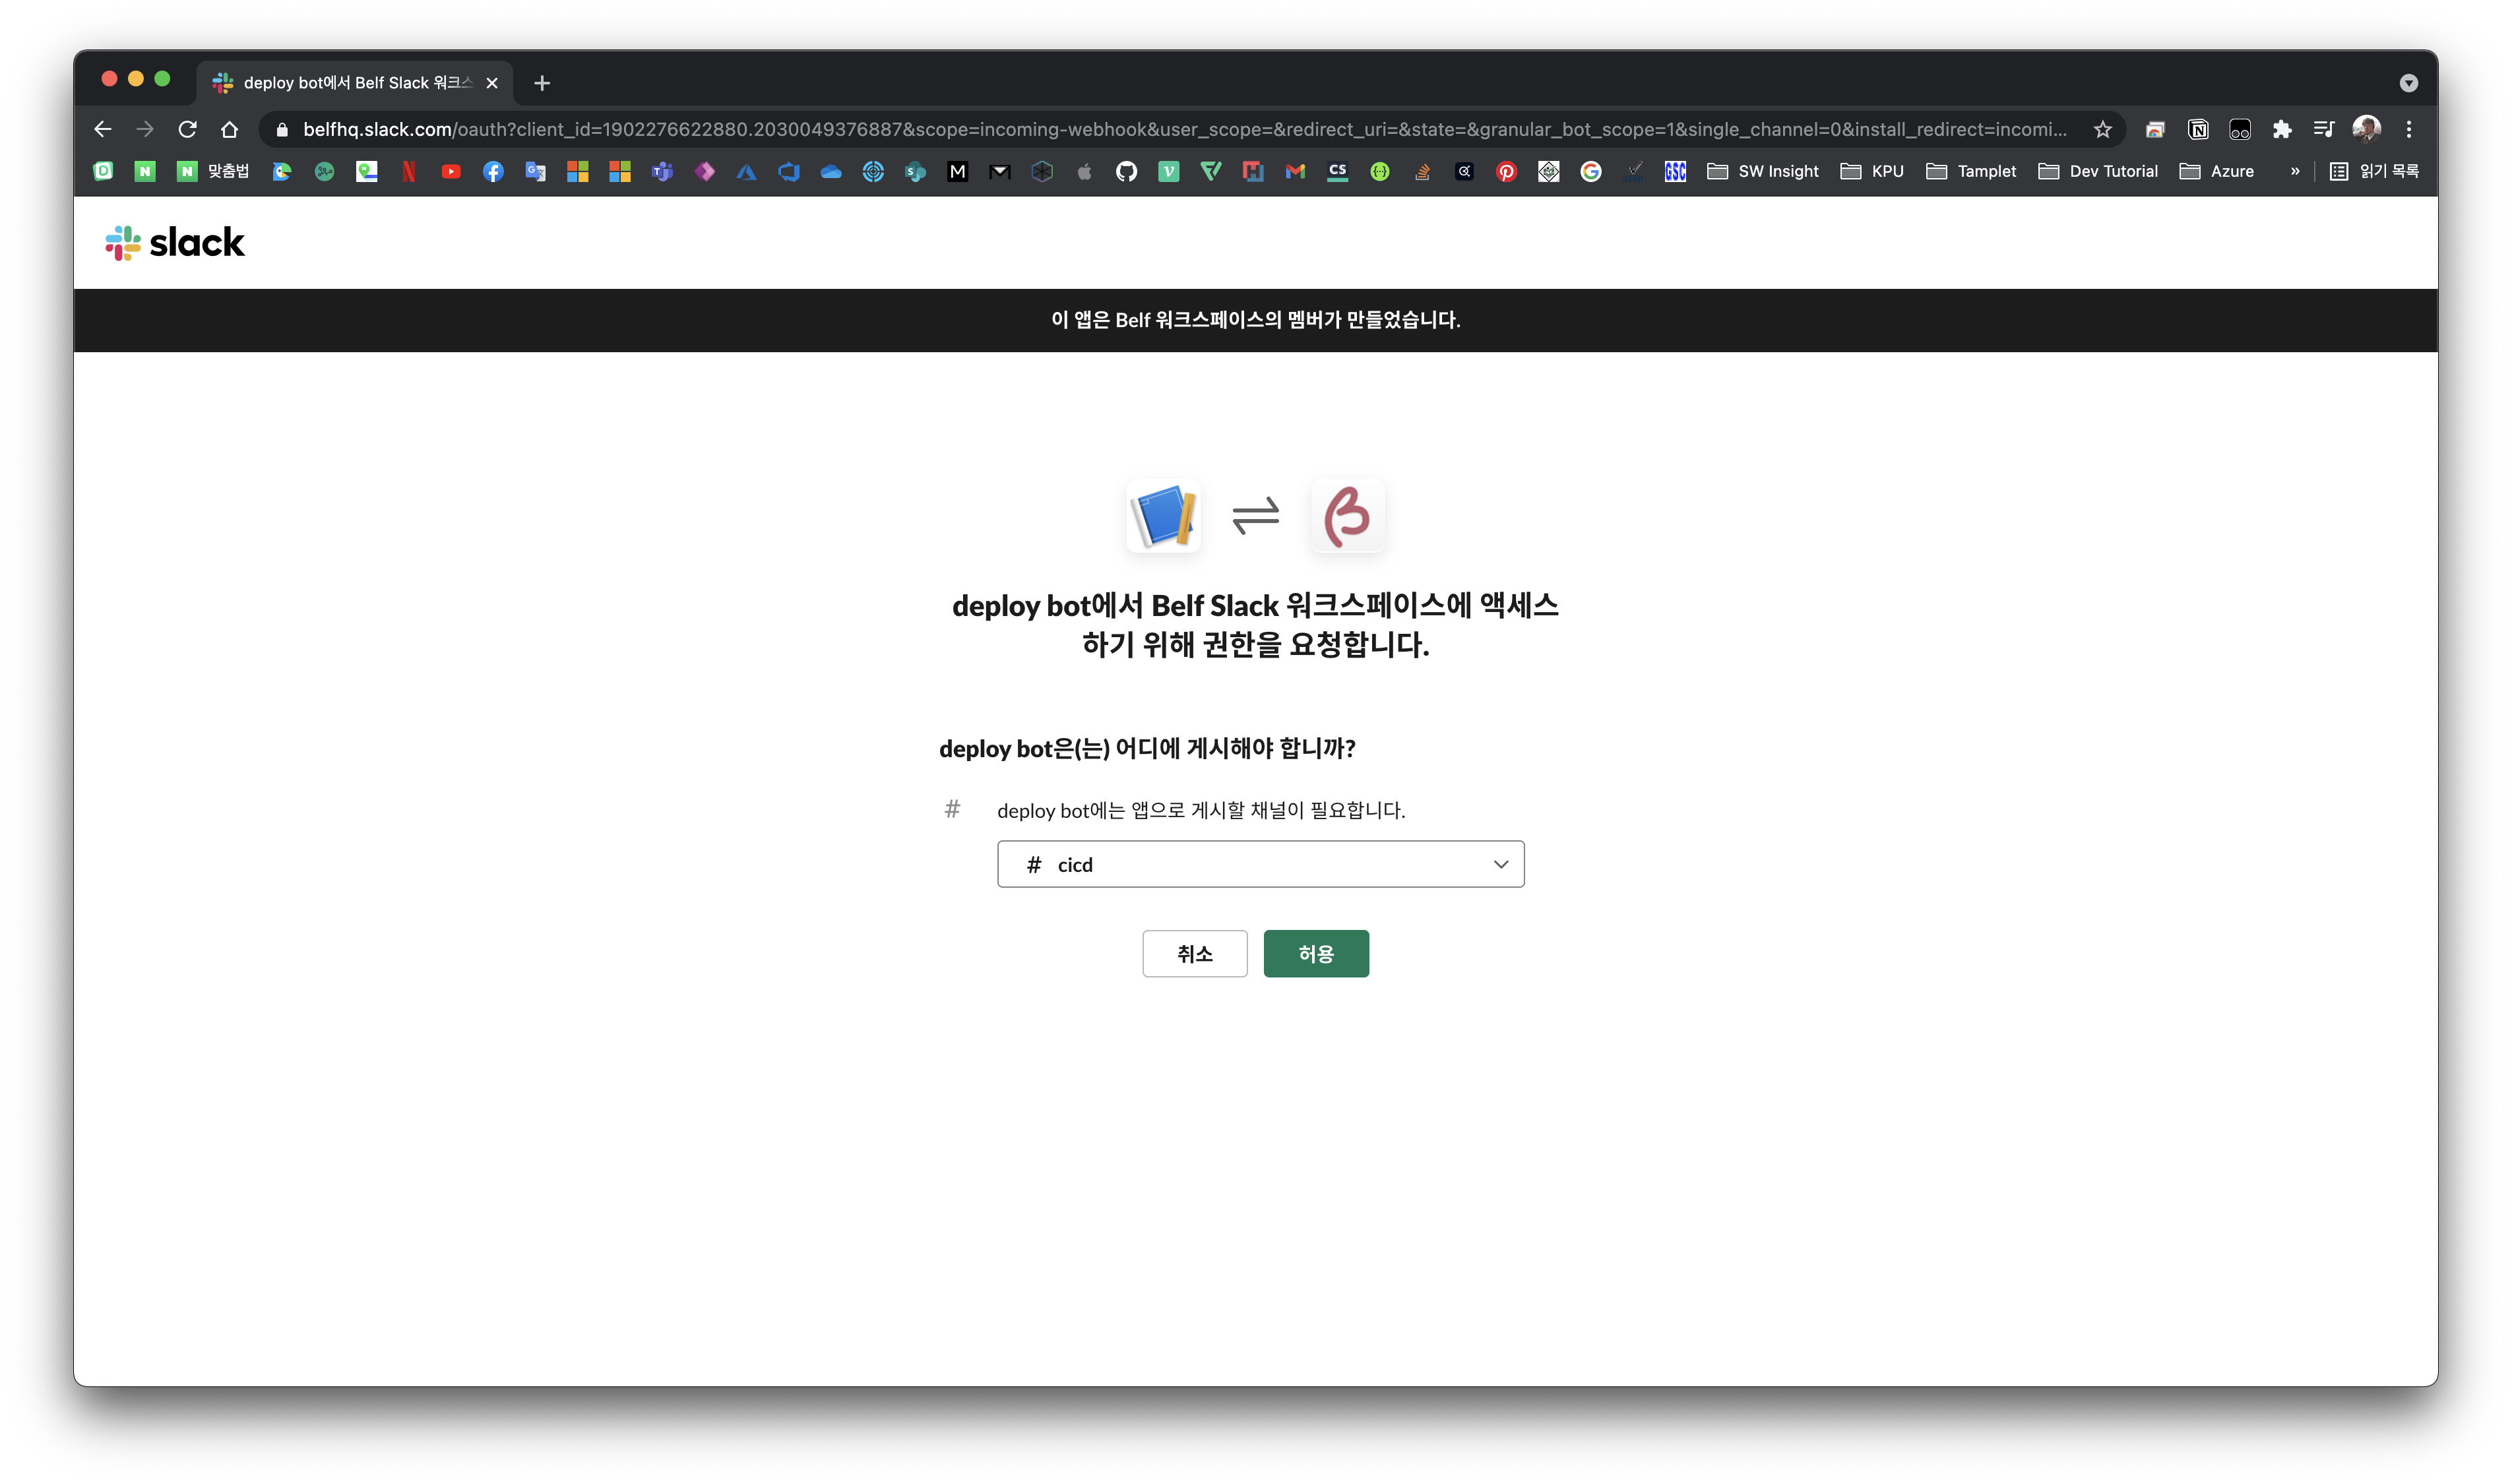 deploy bot에서 Belf Slack 워크스
belfhq.slack.com/oauth?client_id=1902276622880.2030049376887&scope=incoming-webhook&user_scope=&redirect_uri=&state=&granular_bot_scope=1&single_channel=0&install_redirect=incomi...
맞춤법 SW Insight KPU Tamplet Dev Tutorial Azure » 읽기 목록
slack
이 앱은 Belf 워크스페이스의 멤버가 만들었습니다.
deploy bot에서 Belf Slack 워크스페이스에 액세스
하기 위해 권한을 요청합니다.
deploy bot은(는) 어디에 게시해야 합니까?
# deploy bot에는 앱으로 게시할 채널이 필요합니다.
# cicd
취소 허용